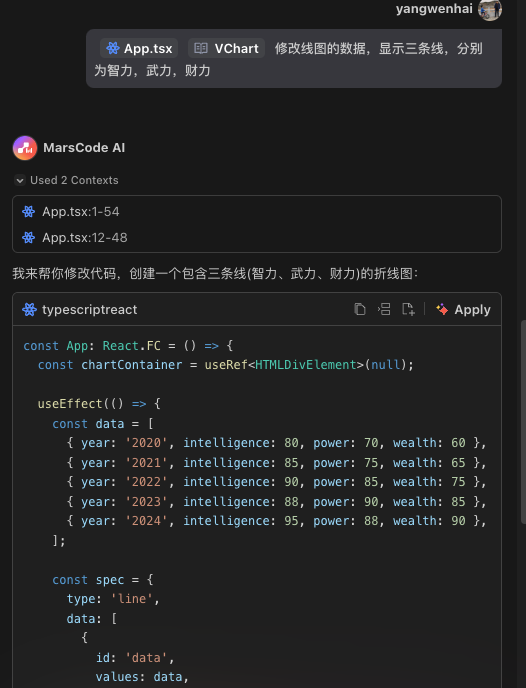 yangwenhai
App.tsx VChart 修改线图的数据，显示三条线，分别
为智力，武力，财力
MarsCode AI
Used 2 Contexts
App.tsx:1-54
App.tsx:12-48
我来帮你修改代码，创建一个包含三条线(智力、武力、财力)的折线图：
typescriptreact Apply
const App: React.FC = () => {
  const chartContainer = useRef<HTMLDivElement>(null);
  useEffect(() => {
    const data = [
      { year: '2020', intelligence: 80, power: 70, wealth: 60 },
      { year: '2021', intelligence: 85, power: 75, wealth: 65 },
      { year: '2022', intelligence: 90, power: 85, wealth: 75 },
      { year: '2023', intelligence: 88, power: 90, wealth: 85 },
      { year: '2024', intelligence: 95, power: 88, wealth: 90 },
    ];
    const spec = {
      type: 'line',
      data: [
        {
          id: 'data',
          values: data,